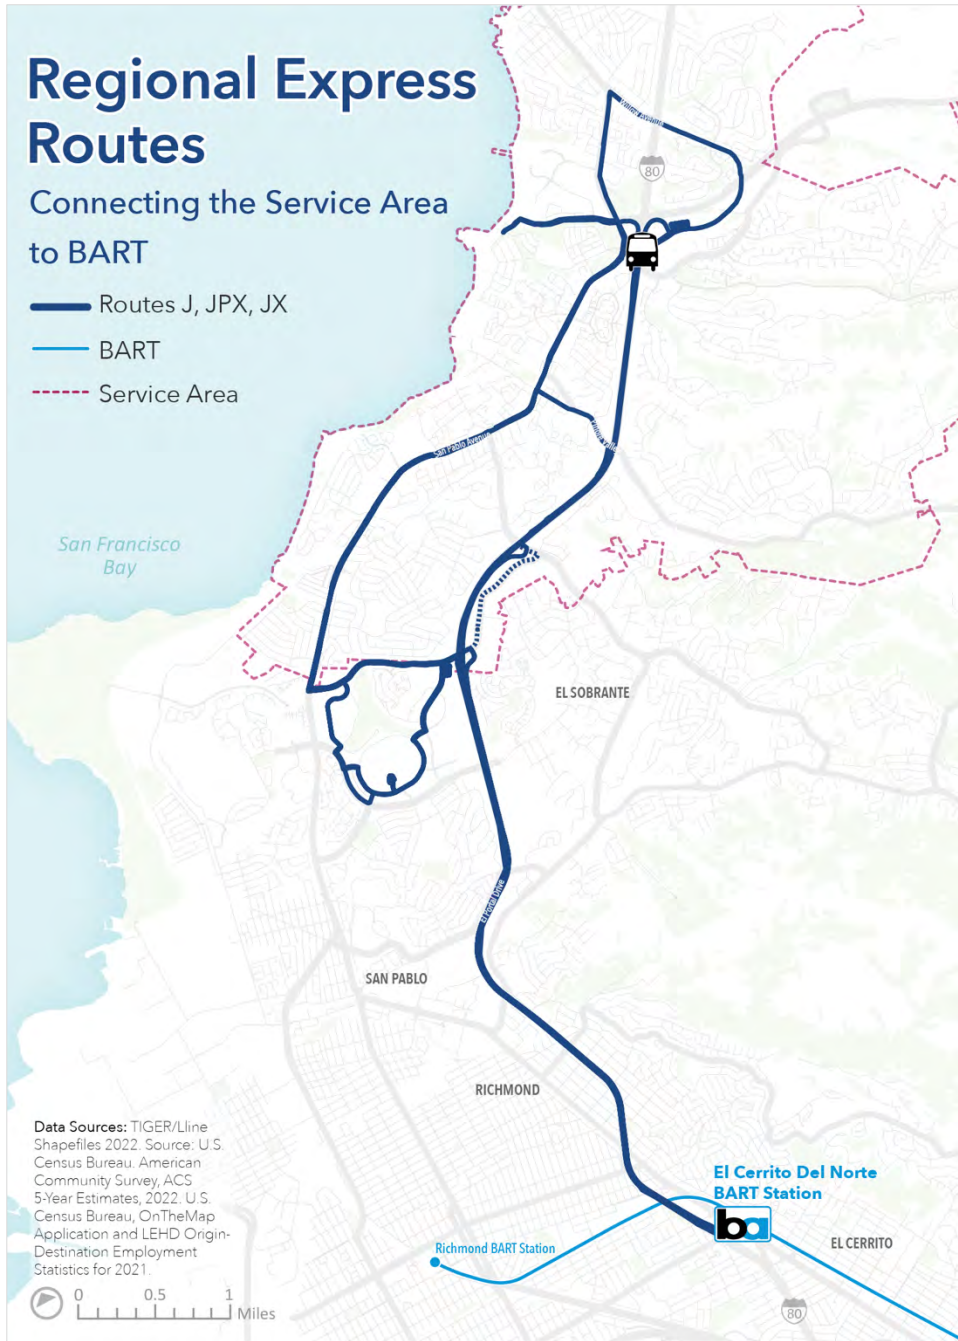 Regional Express
Routes
Connecting the Service Area
to BART
Routes J, JPX, JX
BART
Service Area
Willow Avenue
80
San Pablo Avenue
San Francisco
Bay
EL SOBRANTE
El Portal Drive
SAN PABLO
RICHMOND
Data Sources: TIGER/Lline
Shapefiles 2022. Source: U.S.
Census Bureau. American
Community Survey, ACS
5-Year Estimates, 2022. U.S.
Census Bureau, OnTheMap
Application and LEHD Origin-
Destination Employment
Statistics for 2021.
El Cerrito Del Norte
BART Station
ba
Richmond BART Station
EL CERRITO
0 0.5 1
Miles
80